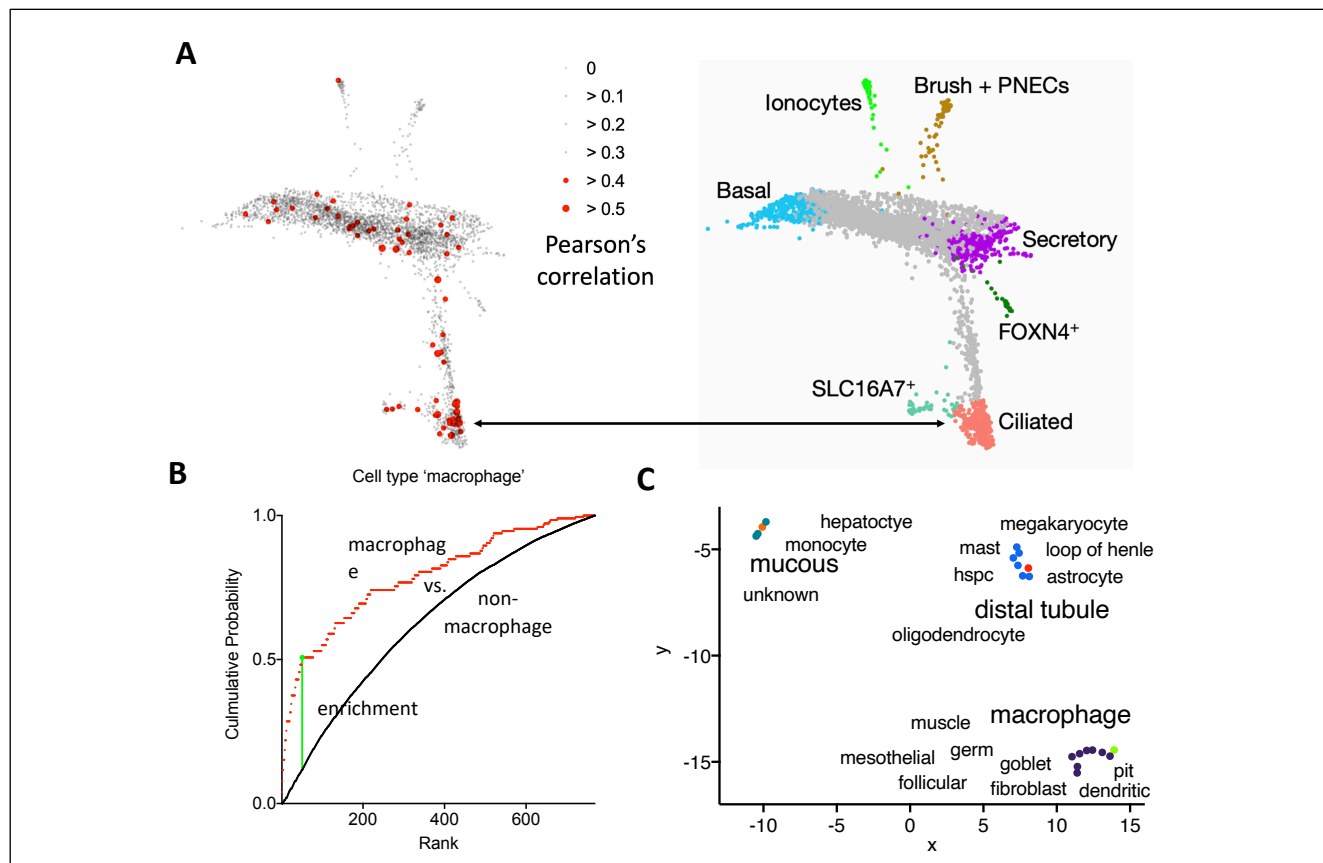 A
0
> 0.1
> 0.2
> 0.3
> 0.4
> 0.5
Pearson's
correlation
Ionocytes
Brush + PNECs
Basal
Secretory
FOXN4+
SLC16A7+
Ciliated
B
Cell type 'macrophage'
1.0
0.5
0.0
Culmulative Probability
macrophag
e
vs.
non-
macrophage
enrichment
200
400
600
Rank
C
-5
-10
-15
y
hepatoctye
monocyte
mucous
unknown
megakaryocyte
mast
loop of henle
hspc
astrocyte
distal tubule
oligodendrocyte
macrophage
muscle
germ
mesothelial
goblet
pit
follicular
fibroblast
dendritic
-10
-5
0
5
10
15
x